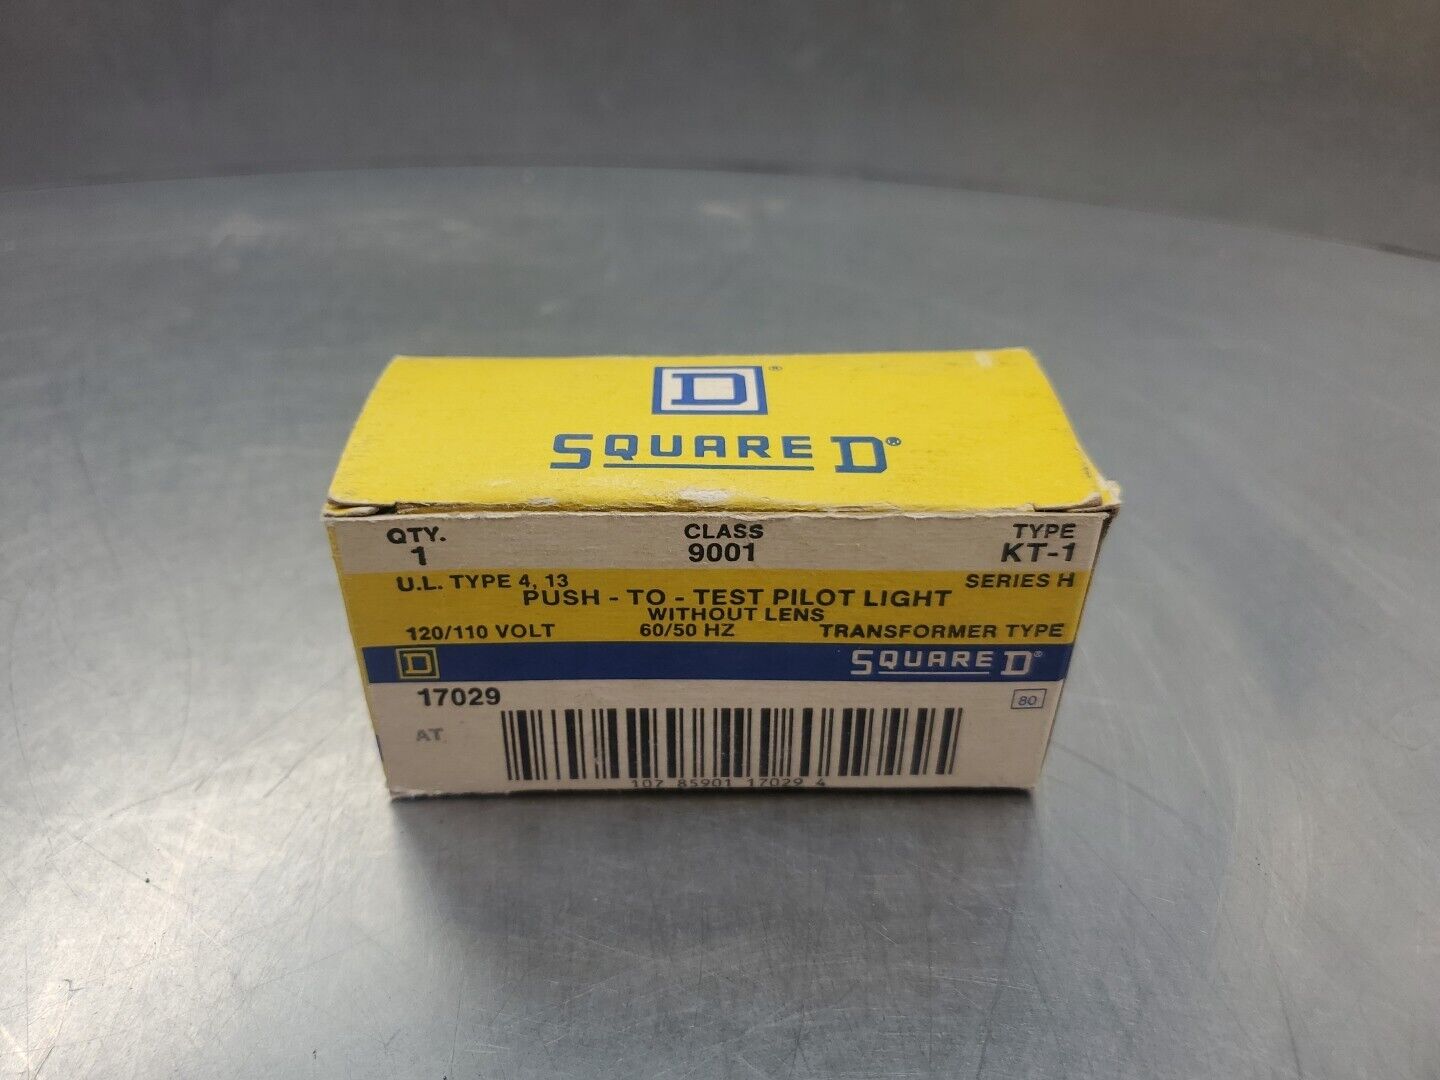 D®
SQUARE D®
QTY. CLASS TYPE
1 9001 KT-1
U.L. TYPE 4, 13 SERIES H
PUSH - TO - TEST PILOT LIGHT
WITHOUT LENS
120/110 VOLT 60/50 HZ TRANSFORMER TYPE
D SQUARE D®
17029 80
AT
107 85901 17029 4